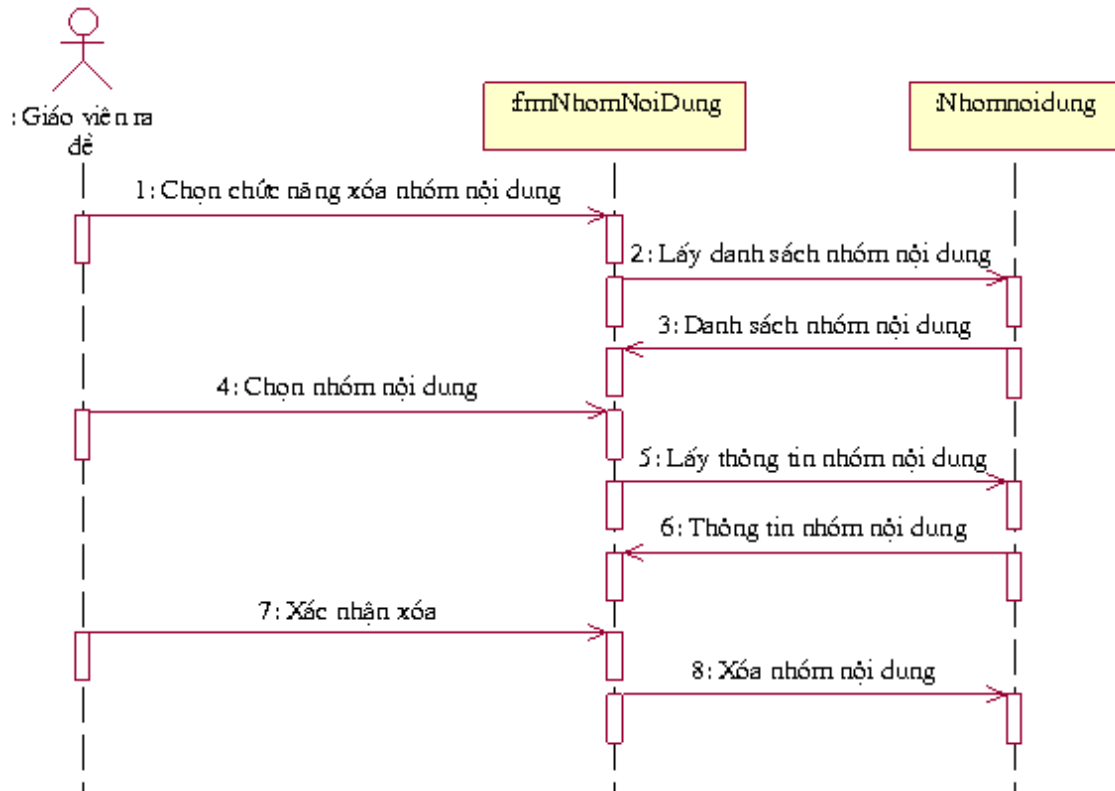 : Giáo viên ra
đề
:frmNhomNoiDung
:Nhomnoidung
1: Chọn chức năng xóa nhóm nội dung
2: Lấy danh sách nhóm nội dung
3: Danh sách nhóm nội dung
4: Chọn nhóm nội dung
5: Lấy thông tin nhóm nội dung
6: Thông tin nhóm nội dung
7: Xác nhận xóa
8: Xóa nhóm nội dung